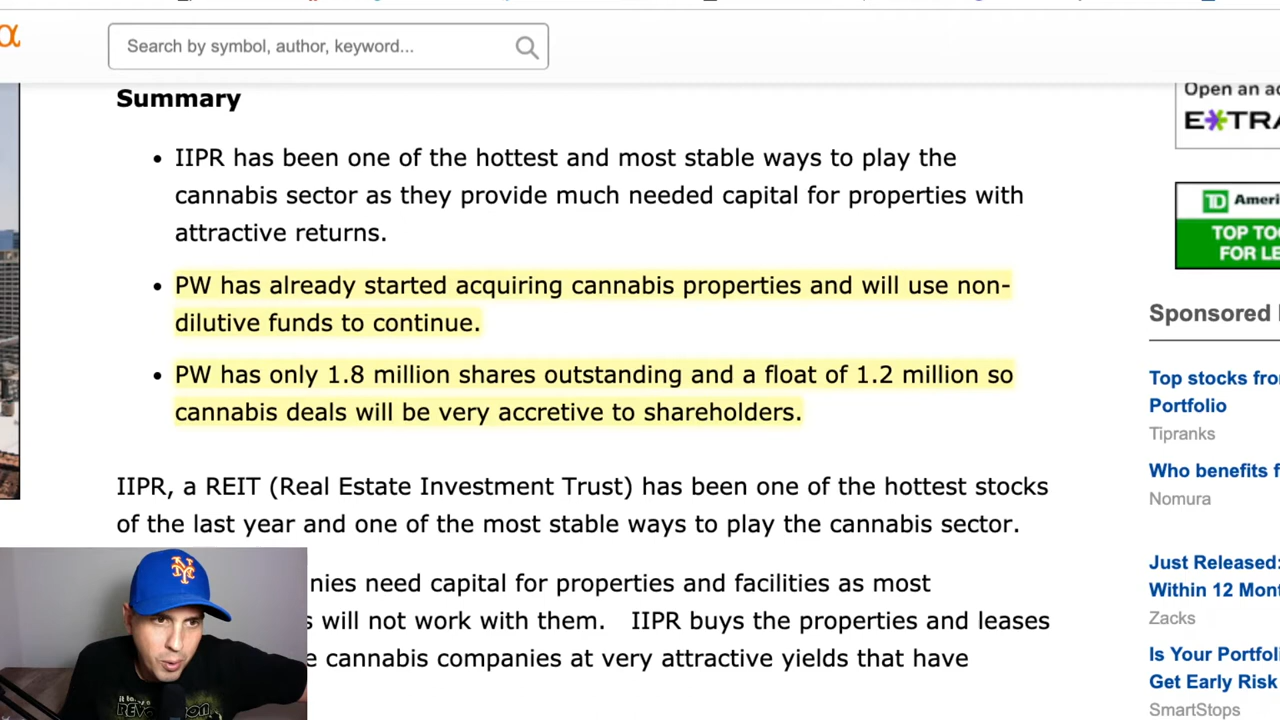 α
Search by symbol, author, keyword...
Open an
E*TRA
Summary
• IIPR has been one of the hottest and most stable ways to play the
cannabis sector as they provide much needed capital for properties with
attractive returns.
TD Ameri
TOP TO
FOR LE
• PW has already started acquiring cannabis properties and will use non-
dilutive funds to continue.
Sponsored
• PW has only 1.8 million shares outstanding and a float of 1.2 million so
cannabis deals will be very accretive to shareholders.
Top stocks fro
Portfolio
Tipranks
IIPR, a REIT (Real Estate Investment Trust) has been one of the hottest stocks
of the last year and one of the most stable ways to play the cannabis sector.
Who benefits f
Nomura
nies need capital for properties and facilities as most
s will not work with them. IIPR buys the properties and leases
e cannabis companies at very attractive yields that have
Just Released:
Within 12 Mont
Zacks
Is Your Portfoli
Get Early Risk
SmartStops
NY
it to